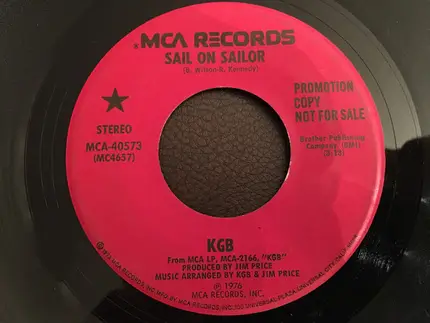 MCA RECORDS
SAIL ON SAILOR
(B. Wilson-R. Kennedy)
PROMOTION
COPY
NOT FOR SALE
STEREO
MCA-40573
(MC4657)
Brother Publishing
Company (BMI)
KGB
From MCA LP, MCA-2166, "KGB"
PRODUCED BY JIM PRICE
MUSIC ARRANGED BY KGB & JIM PRICE
℗ 1976
MCA RECORDS, INC.